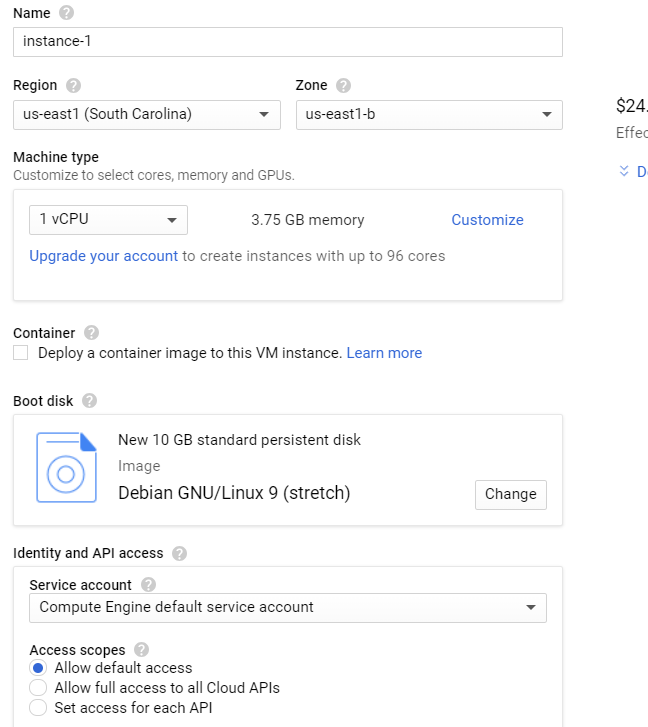 Name
instance-1
Region Zone
us-east1 (South Carolina) us-east1-b
$24.
Effec
Machine type
Customize to select cores, memory and GPUs.
D
1 vCPU 3.75 GB memory Customize
Upgrade your account to create instances with up to 96 cores
Container
Deploy a container image to this VM instance. Learn more
Boot disk
New 10 GB standard persistent disk
Image
Debian GNU/Linux 9 (stretch)
Change
Identity and API access
Service account
Compute Engine default service account
Access scopes
Allow default access
Allow full access to all Cloud APIs
Set access for each API